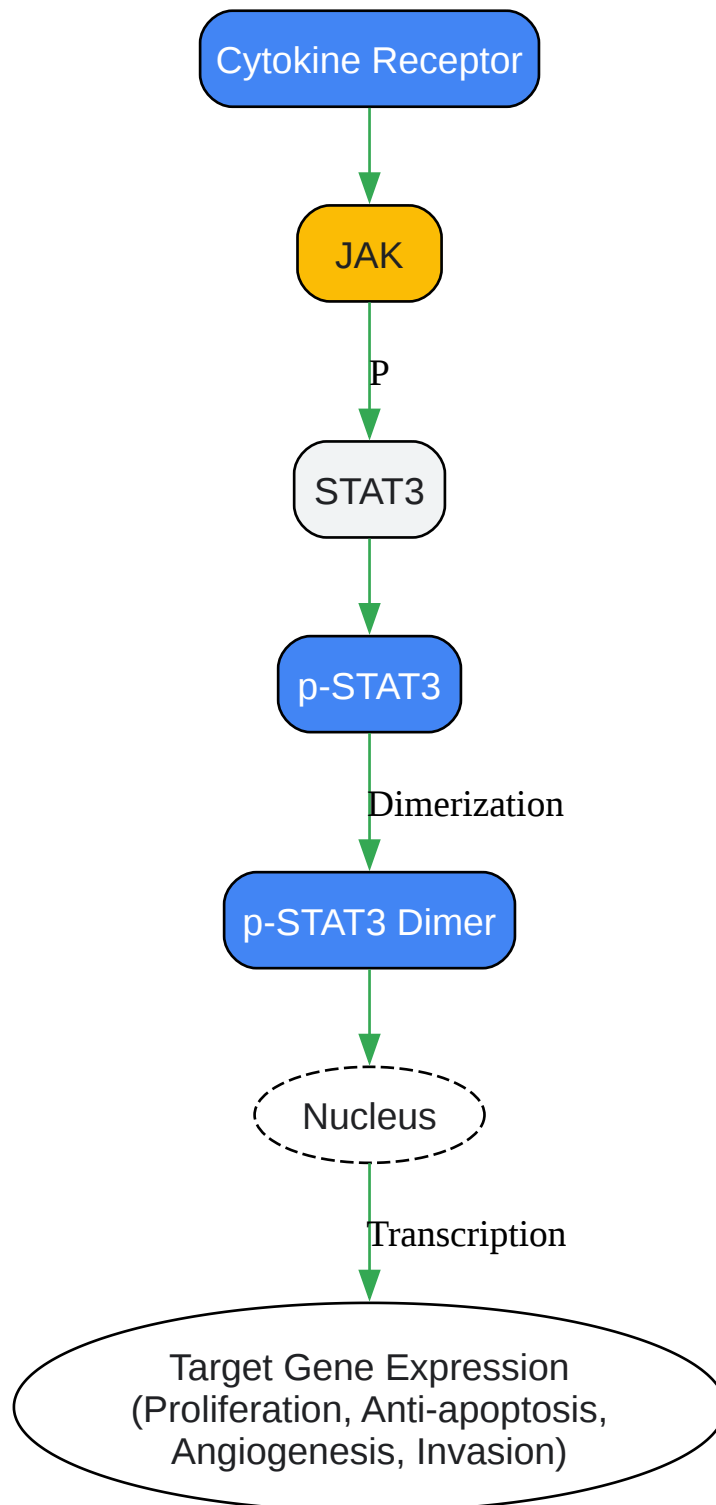 Cytokine Receptor
JAK
P
STAT3
p-STAT3
Dimerization
p-STAT3 Dimer
Nucleus
Transcription
Target Gene Expression
(Proliferation, Anti-apoptosis,
Angiogenesis, Invasion)